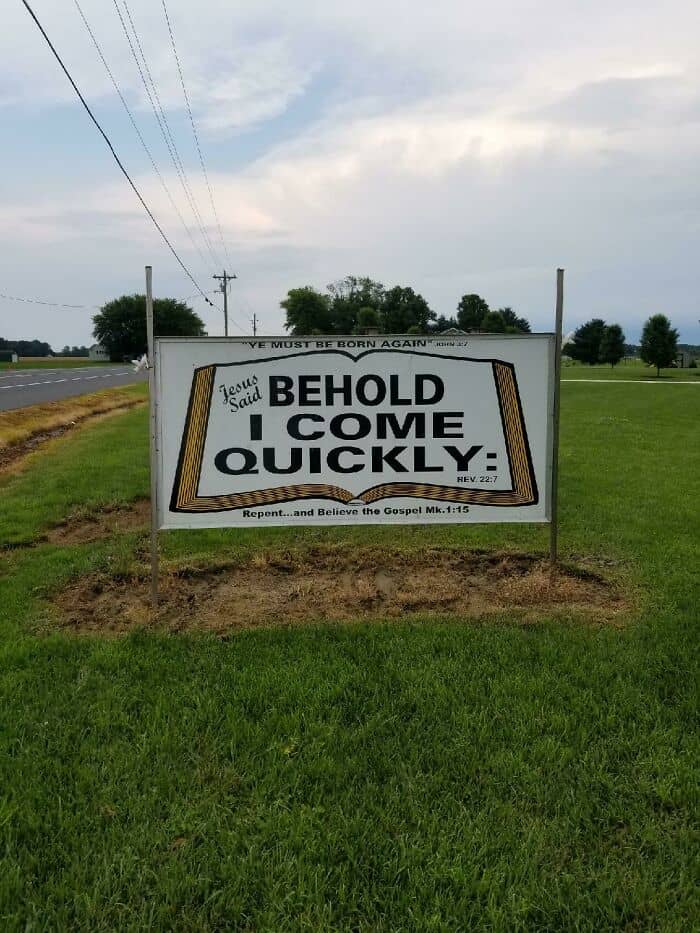 "YE MUST BE BORN AGAIN" JOHN 3:7
Jesus
Said
BEHOLD
I COME
QUICKLY:
REV. 22:7
Repent...and Believe the Gospel Mk.1:15